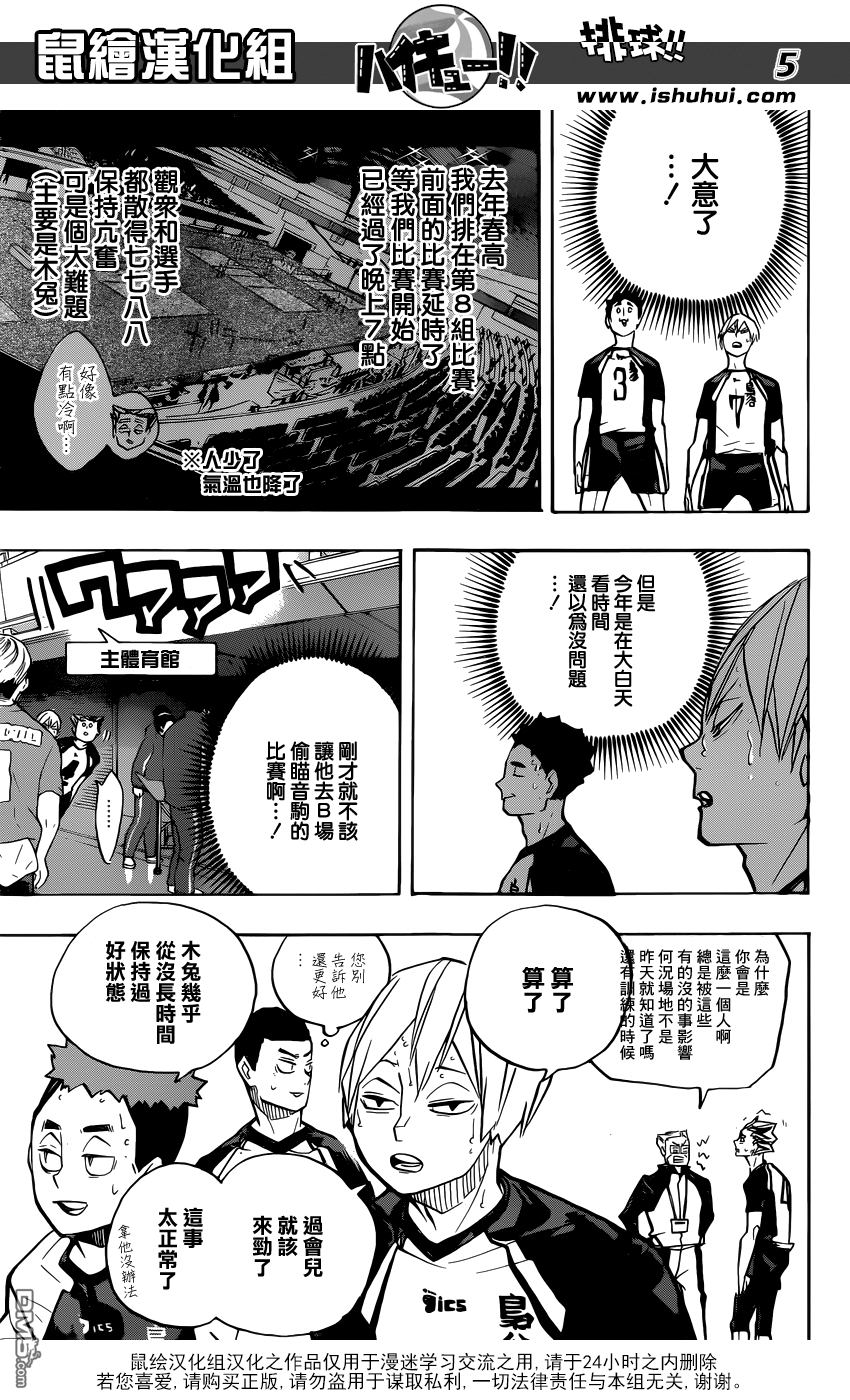 鼠繪漢化組
ハイキュー!!
排球!!
5
www.ishuhui.com
大意了
…!
3
7
去年春高
我們排在第8組比賽
前面的比賽延時了
等我們比賽開始
已經過了晚上7點
觀衆和選手
都散得七七八八
保持亢奮
可是個大難題
(主要是木兔)
好像
有點冷啊…
※人少了
氣溫也降了
但是
今年是在大白天
看時間
還以爲沒問題
…!
ワァァァ
主體育館
剛才就不該
讓他去B場
偷瞄音駒的
比賽啊…!
……
為什麼
你會是
這麼一個人啊
總是被這些
有的沒的事影響
何況場地不是
昨天就知道了嗎
還有訓練的時候
算了
算了
您別
告訴他
還更好
…
木兔幾乎
從沒長時間
保持過
好狀態
過會兒
就該
來勁了
這事
太正常了
拿他沒辦法
鼠绘汉化组汉化之作品仅用于漫迷学习交流之用, 请于24小时之内删除
若您喜爱, 请购买正版, 请勿盗用于谋取私利, 一切法律责任与本组无关, 谢谢。